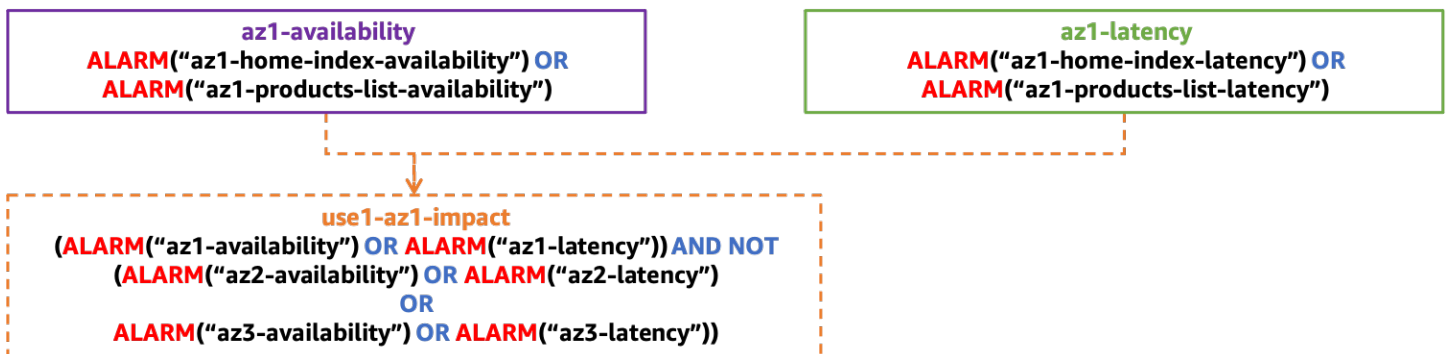 az1-availability
ALARM(“az1-home-index-availability”) OR
ALARM(“az1-products-list-availability”)
az1-latency
ALARM(“az1-home-index-latency”) OR
ALARM(“az1-products-list-latency”)
use1-az1-impact
(ALARM(“az1-availability”) OR ALARM(“az1-latency”)) AND NOT
(ALARM(“az2-availability”) OR ALARM(“az2-latency”)
OR
ALARM(“az3-availability”) OR ALARM(“az3-latency”))